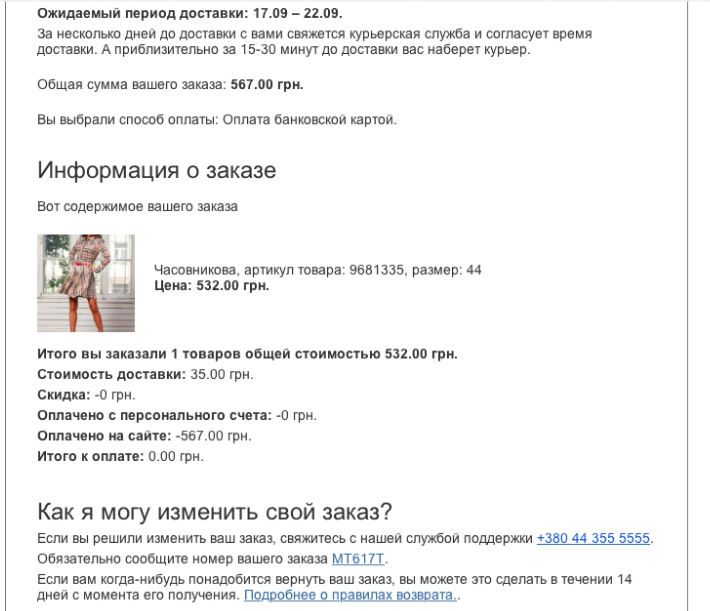 Ожидаемый период доставки: 17.09 – 22.09.
За несколько дней до доставки с вами свяжется курьерская служба и согласует время
доставки. А приблизительно за 15-30 минут до доставки вас наберет курьер.
Общая сумма вашего заказа: 567.00 грн.
Вы выбрали способ оплаты: Оплата банковской картой.
Информация о заказе
Вот содержимое вашего заказа
Часовникова, артикул товара: 9681335, размер: 44
Цена: 532.00 грн.
Итого вы заказали 1 товаров общей стоимостью 532.00 грн.
Стоимость доставки: 35.00 грн.
Скидка: -0 грн.
Оплачено с персонального счета: -0 грн.
Оплачено на сайте: -567.00 грн.
Итого к оплате: 0.00 грн.
Как я могу изменить свой заказ?
Если вы решили изменить ваш заказ, свяжитесь с нашей службой поддержки +380 44 355 5555.
Обязательно сообщите номер вашего заказа MT617T.
Если вам когда-нибудь понадобится вернуть ваш заказ, вы можете это сделать в течении 14
дней с момента его получения. Подробнее о правилах возврата..